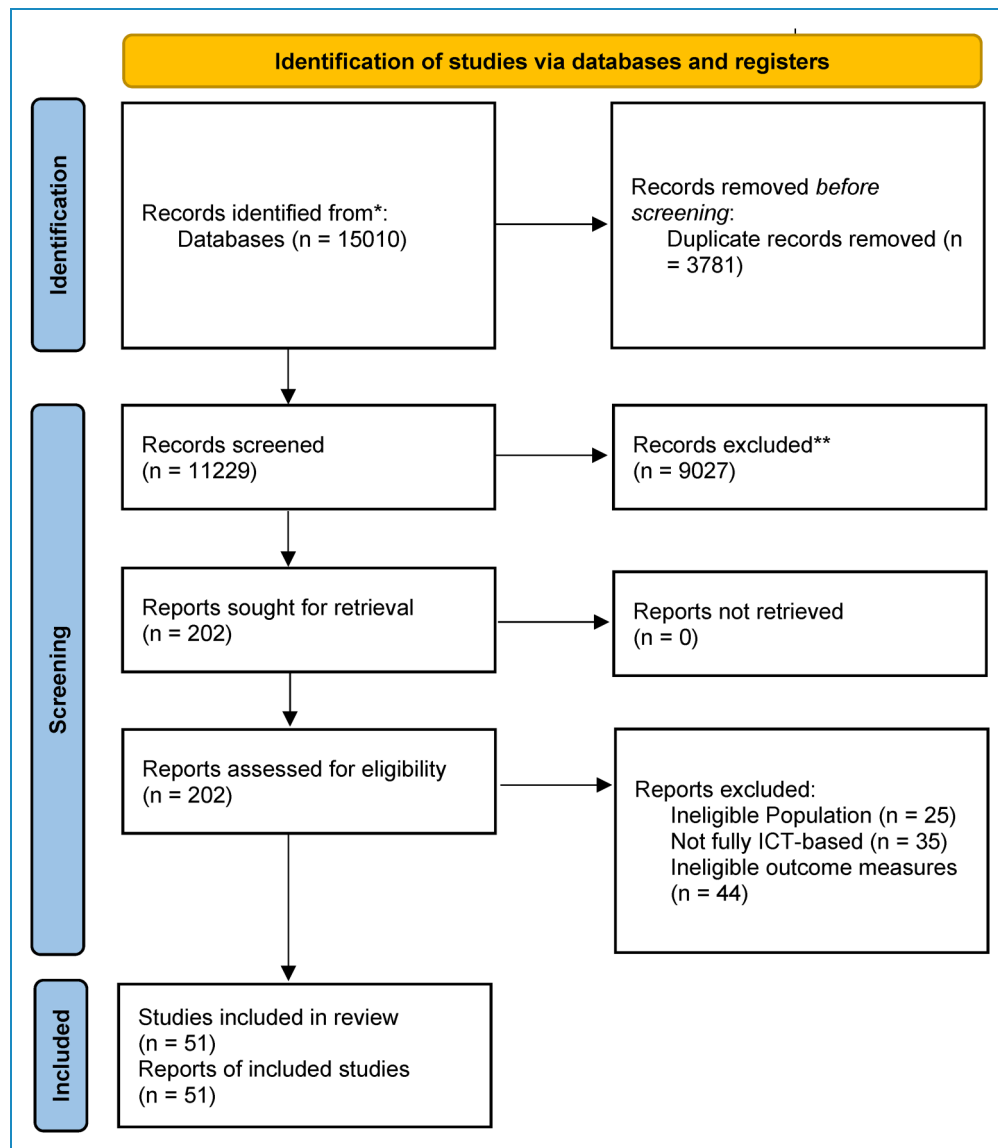 Identification of studies via databases and registers
Identification
Records identified from*:
Databases (n = 15010)
Records removed before
screening:
Duplicate records removed (n
= 3781)
Screening
Records screened
(n = 11229)
Records excluded**
(n = 9027)
Reports sought for retrieval
(n = 202)
Reports not retrieved
(n = 0)
Reports assessed for eligibility
(n = 202)
Reports excluded:
Ineligible Population (n = 25)
Not fully ICT-based (n = 35)
Ineligible outcome measures
(n = 44)
Included
Studies included in review
(n = 51)
Reports of included studies
(n = 51)